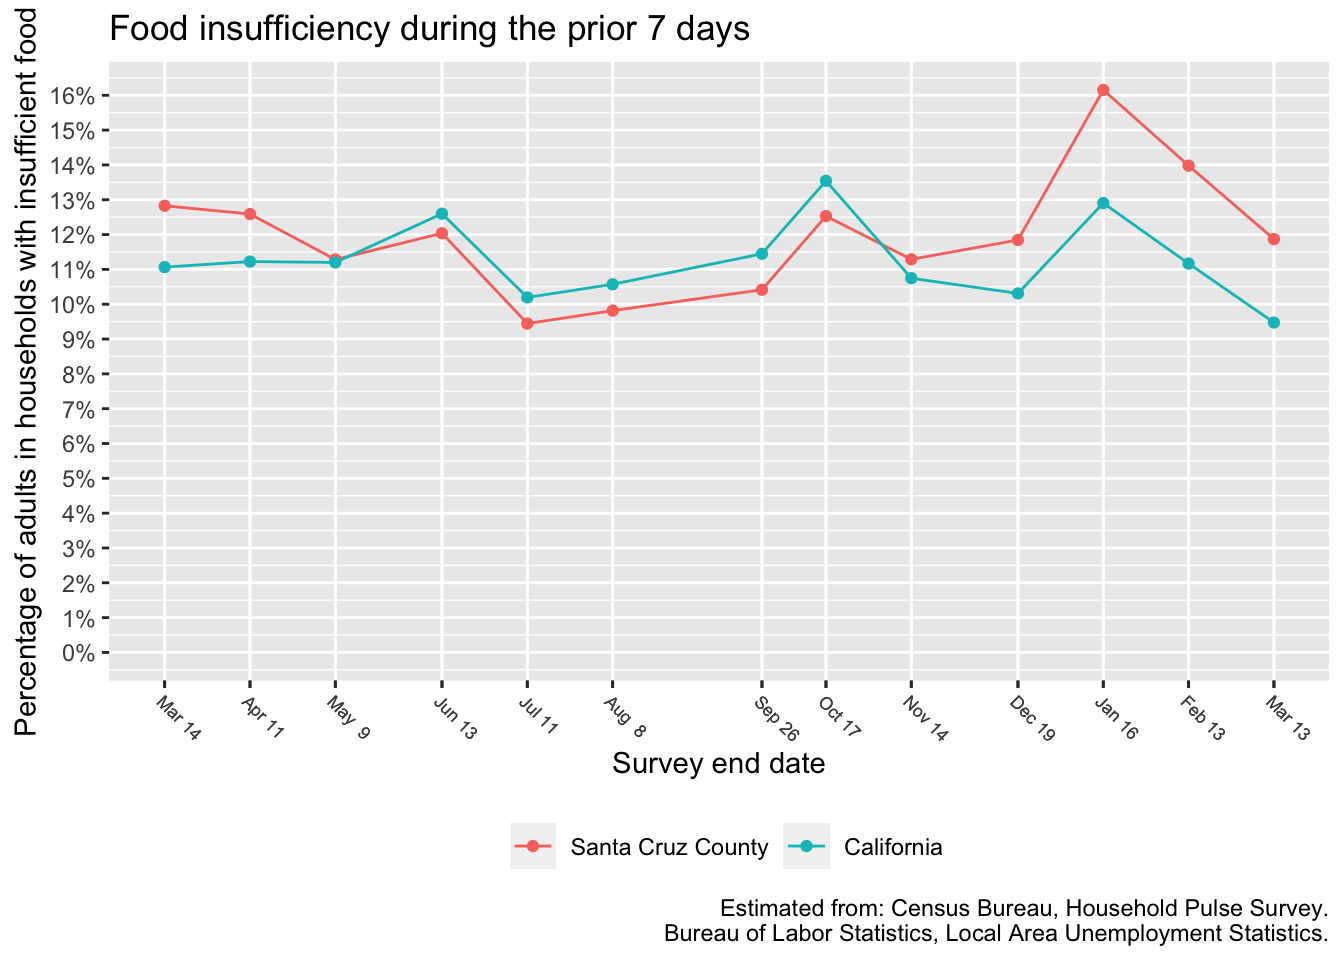 Food insufficiency during the prior 7 days
Percentage of adults in households with insufficient food
16%
15%
14%
13%
12%
11%
10%
9%
8%
7%
6%
5%
4%
3%
2%
1%
0%
Mar 14 Apr 11 May 9 Jun 13 Jul 11 Aug 8 Sep 26 Oct 17 Nov 14 Dec 19 Jan 16 Feb 13 Mar 13
Survey end date
Santa Cruz County California
Estimated from: Census Bureau, Household Pulse Survey.
Bureau of Labor Statistics, Local Area Unemployment Statistics.